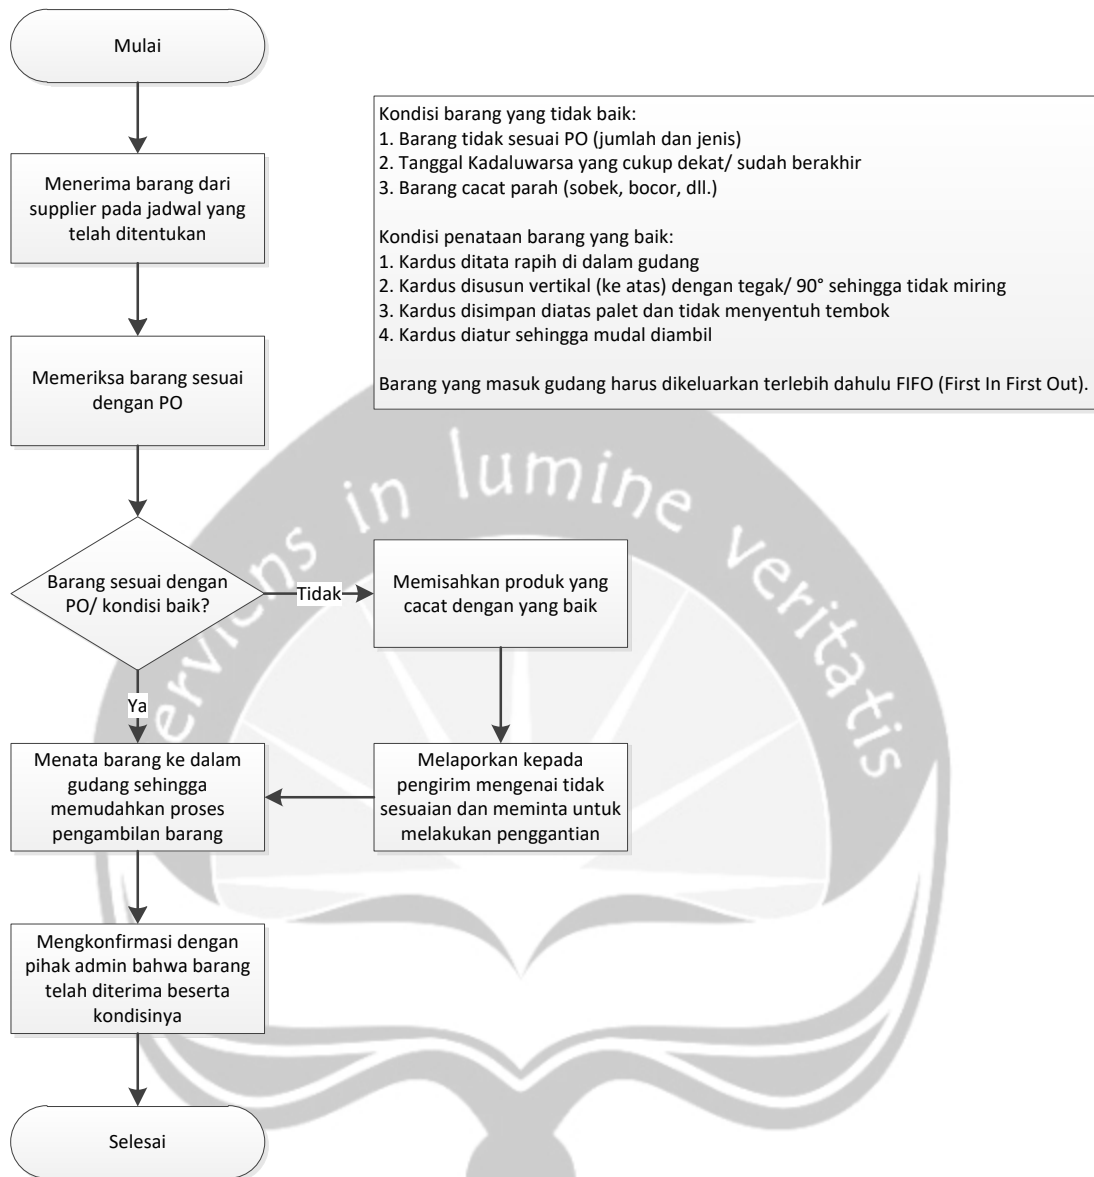 Mulai
Menerima barang dari
supplier pada jadwal yang
telah ditentukan
Memeriksa barang sesuai
dengan PO
Barang sesuai dengan
PO/ kondisi baik?
Tidak
Ya
Memisahkan produk yang
cacat dengan yang baik
Melaporkan kepada
pengirim mengenai tidak
sesuaian dan meminta untuk
melakukan penggantian
Menata barang ke dalam
gudang sehingga
memudahkan proses
pengambilan barang
Mengkonfirmasi dengan
pihak admin bahwa barang
telah diterima beserta
kondisinya
Selesai
Kondisi barang yang tidak baik:
1. Barang tidak sesuai PO (jumlah dan jenis)
2. Tanggal Kadaluwarsa yang cukup dekat/ sudah berakhir
3. Barang cacat parah (sobek, bocor, dll.)
Kondisi penataan barang yang baik:
1. Kardus ditata rapih di dalam gudang
2. Kardus disusun vertikal (ke atas) dengan tegak/ 90° sehingga tidak miring
3. Kardus disimpan diatas palet dan tidak menyentuh tembok
4. Kardus diatur sehingga mudal diambil
Barang yang masuk gudang harus dikeluarkan terlebih dahulu FIFO (First In First Out).
erviens in lumine veritatis